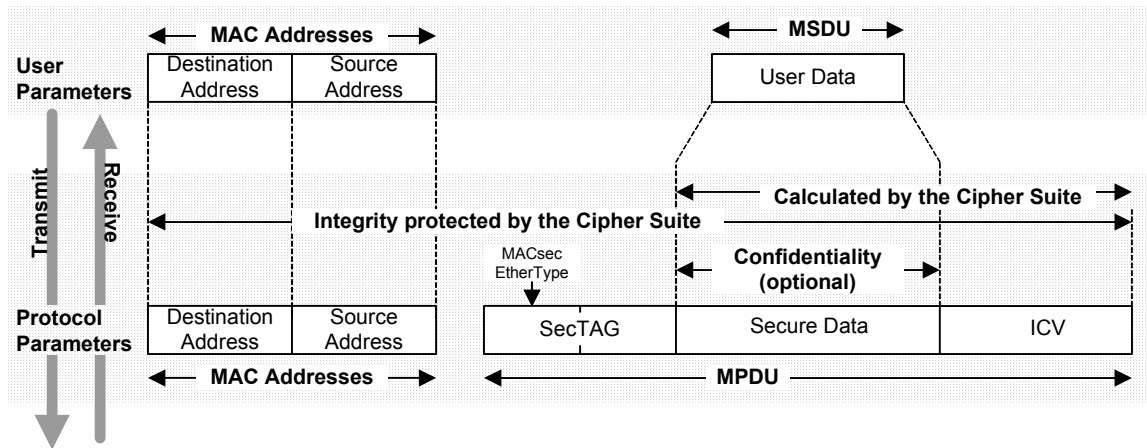 MAC Addresses
MSDU
User
Parameters
Destination
Address
Source
Address
User Data
Transmit
Receive
Calculated by the Cipher Suite
Integrity protected by the Cipher Suite
MACsec
EtherType
Confidentiality
(optional)
Protocol
Parameters
Destination
Address
Source
Address
SecTAG
Secure Data
ICV
MAC Addresses
MPDU